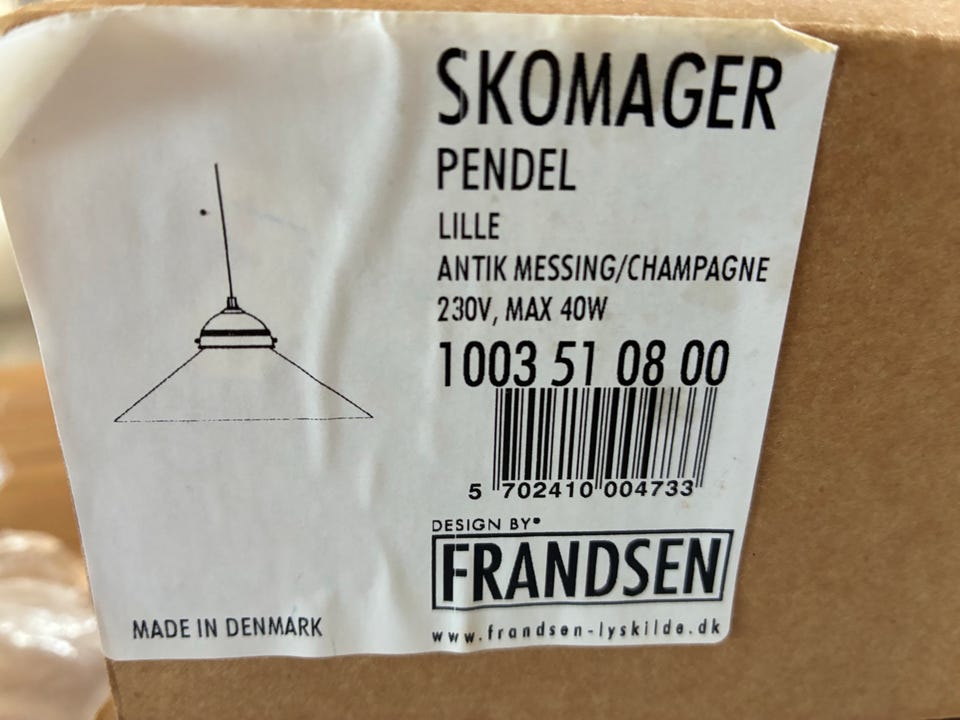 SKOMAGER
PENDEL
LILLE
ANTIK MESSING/CHAMPAGNE
230V, MAX 40W
1003 51 08 00
5 702410 004733
DESIGN BY
FRANDSEN
www.frandsen-lyskilde.dk
MADE IN DENMARK